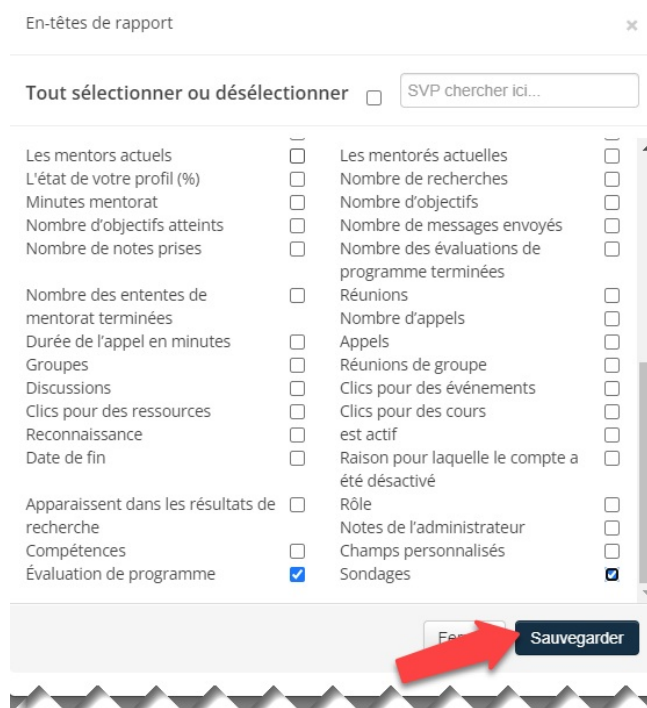 En-têtes de rapport
Tout sélectionner ou désélectionner
SVP chercher ici...
Les mentors actuels
Les mentorés actuelles
L'état de votre profil (%)
Nombre de recherches
Minutes mentorat
Nombre d'objectifs
Nombre d'objectifs atteints
Nombre de messages envoyés
Nombre de notes prises
Nombre des évaluations de
programme terminées
Nombre des ententes de
mentorat terminées
Réunions
Nombre d'appels
Durée de l'appel en minutes
Appels
Groupes
Réunions de groupe
Discussions
Clics pour des événements
Clics pour des ressources
Clics pour des cours
Reconnaissance
est actif
Date de fin
Raison pour laquelle le compte a
été désactivé
Apparaissent dans les résultats de
recherche
Rôle
Notes de l'administrateur
Compétences
Champs personnalisés
Évaluation de programme
Sondages
Sauvegarder